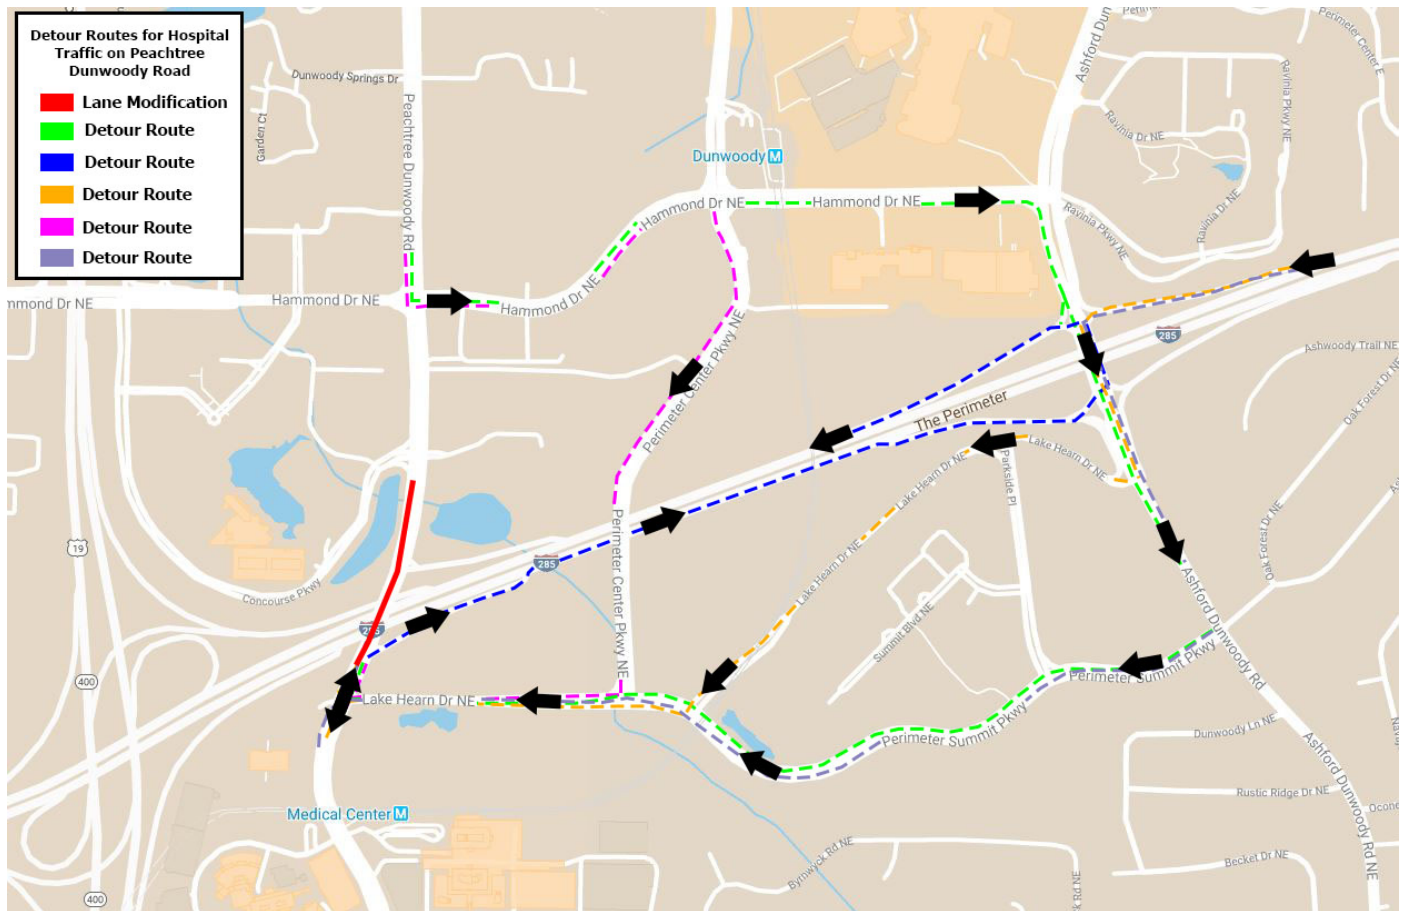 Detour Routes for Hospital
Traffic on Peachtree
Dunwoody Road
Lane Modification
Detour Route
Detour Route
Detour Route
Detour Route
Detour Route
Dunwoody Springs Dr
Garden Ct
Peachtree Dunwoody Rd
Dunwoody M
Ashford Dun
Perimeter Center E
Ravinia Pkwy NE
Ravinia Dr NE
Ravinia Dr NE
Ravinia Pkwy NE
Hammond Dr NE
Hammond Dr NE
mmond Dr NE
Hammond Dr NE
Hammond Dr NE
Perimeter Center Pkwy NE
The Perimeter
285
Ashwoody Trail NE
Oak Forest Dr NE
Lake Hearn Dr NE
Lake Hearn Dr NE
Parkside Pl
Oak Forest Dr NE
19
285
Perimeter Center Pkwy NE
Concourse Pkwy
Lake Hearn Dr NE
Summit Blvd NE
Ashford Dunwoody Rd
Perimeter Summit Pkwy
400
Lake Hearn Dr NE
Perimeter Summit Pkwy
Dunwoody Ln NE
Ashford Dunwoody Rd NE
Rustic Ridge Dr NE
Ocone
Medical Center M
Byrnwyck Rd NE
Becket Dr NE
k Rd NE
400